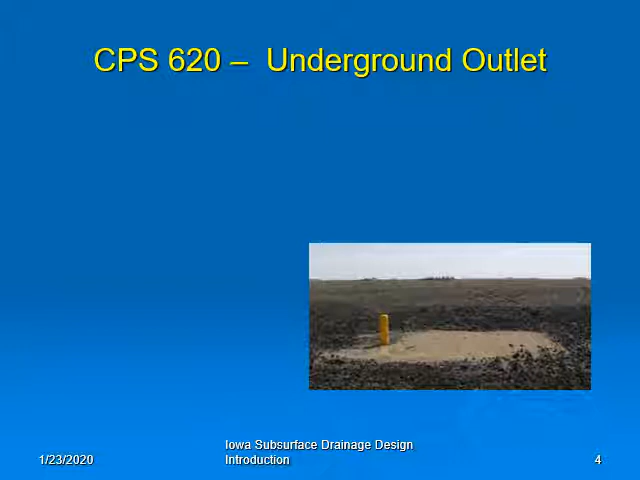 CPS 620 – Underground Outlet
Iowa Subsurface Drainage Design
1/23/2020
Introduction
4